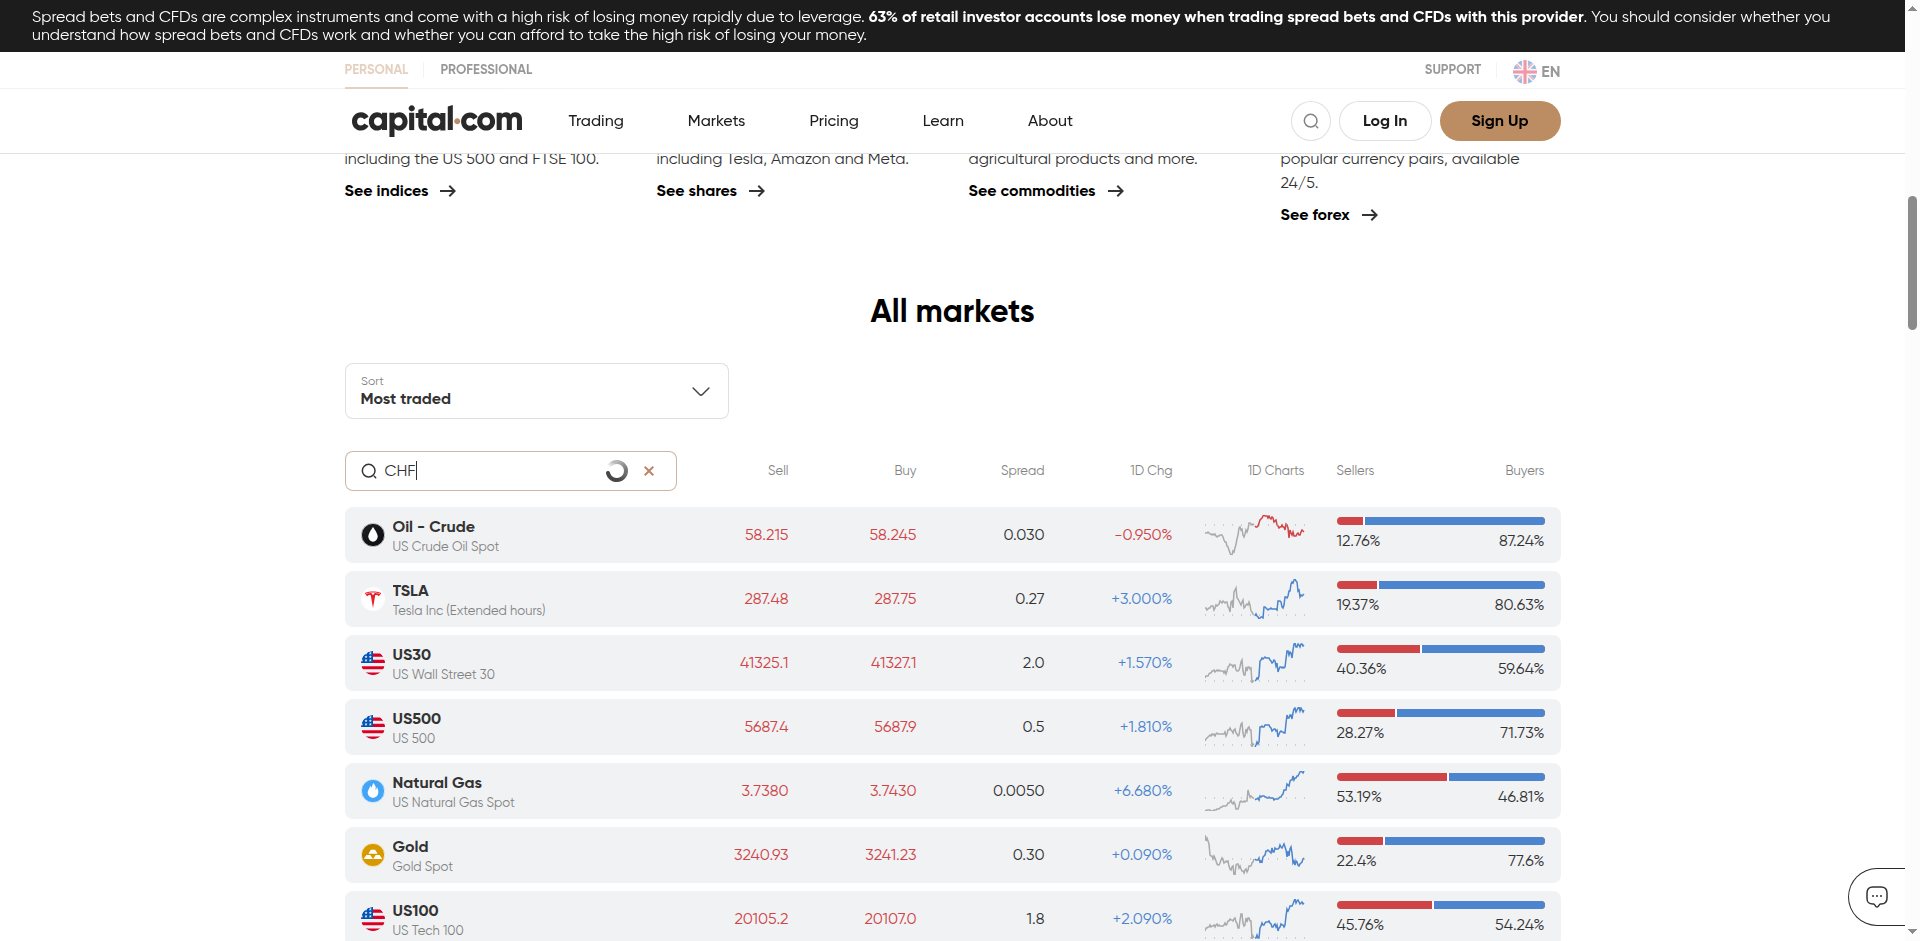 Spread bets and CFDs are complex instruments and come with a high risk of losing money rapidly due to leverage. 63% of retail investor accounts lose money when trading spread bets and CFDs with this provider. You should consider whether you
understand how spread bets and CFDs work and whether you can afford to take the high risk of losing your money.
PERSONAL PROFESSIONAL SUPPORT EN
capital.com Trading Markets Pricing Learn About Log In Sign Up
including the US 500 and FTSE 100. including Tesla, Amazon and Meta. agricultural products and more. popular currency pairs, available
24/5.
See indices See shares See commodities
See forex
All markets
Sort
Most traded
CHF Sell Buy Spread 1D Chg 1D Charts Sellers Buyers
Oil - Crude
US Crude Oil Spot
58.215 58.245 0.030 -0.950% 12.76% 87.24%
TSLA
Tesla Inc (Extended hours)
287.48 287.75 0.27 +3.000% 19.37% 80.63%
US30
US Wall Street 30
41325.1 41327.1 2.0 +1.570% 40.36% 59.64%
US500
US 500
5687.4 5687.9 0.5 +1.810% 28.27% 71.73%
Natural Gas
US Natural Gas Spot
3.7380 3.7430 0.0050 +6.680% 53.19% 46.81%
Gold
Gold Spot
3240.93 3241.23 0.30 +0.090% 22.4% 77.6%
US100
US Tech 100
20105.2 20107.0 1.8 +2.090% 45.76% 54.24%